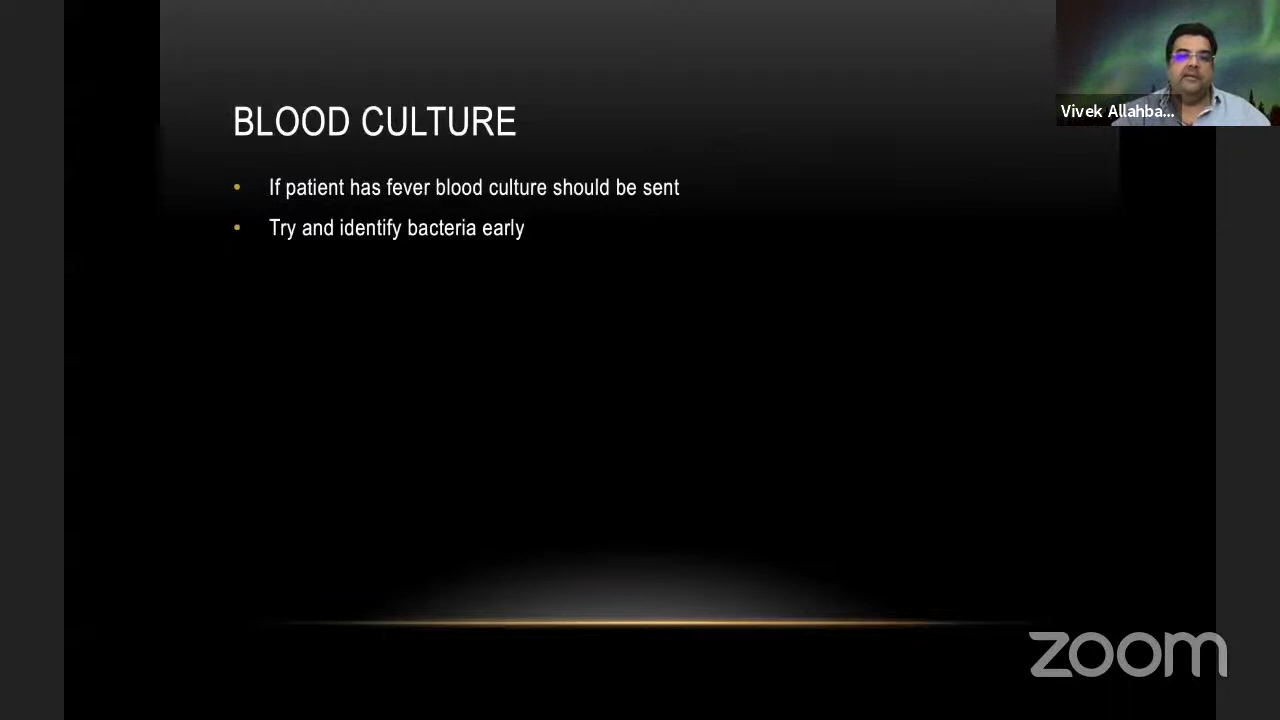 BLOOD CULTURE
• If patient has fever blood culture should be sent
• Try and identify bacteria early
Vivek Allahba...
zoom